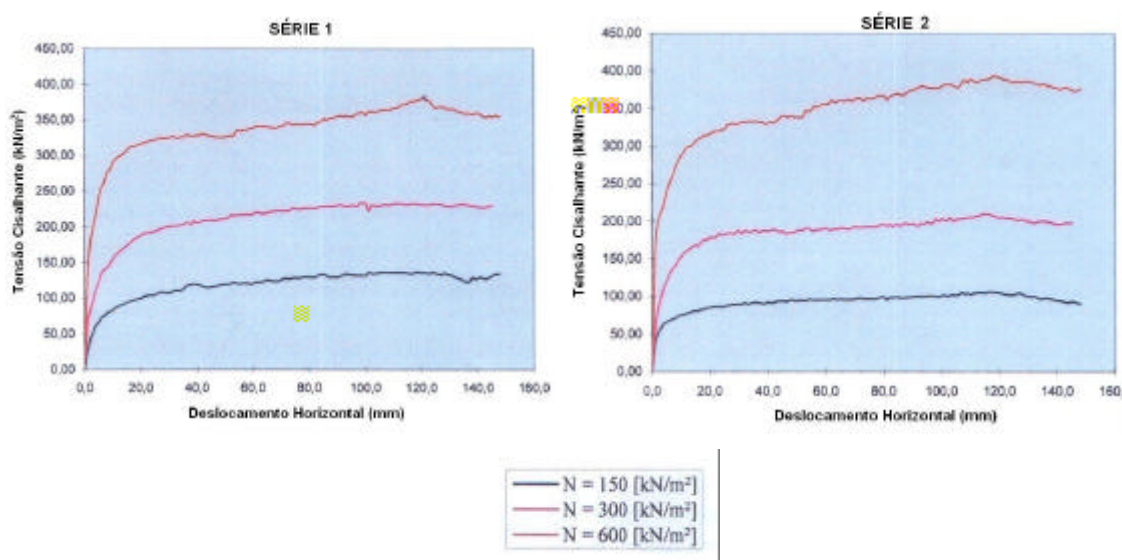 SÉRIE 1
450,00
400,00
350,00
300,00
250,00
200,00
150,00
100,00
50,00
0,00
Tensão Cisalhante (kN/m²)
0,0 20,0 40,0 60,0 80,0 100,0 120,0 140,0 160,0
Deslocamento Horizontal (mm)
SÉRIE 2
450,00
400,00
350,00
300,00
250,00
200,00
150,00
100,00
50,00
0,00
Tensão Cisalhante (kN/m²)
0,0 20,0 40,0 60,0 80,0 100,0 120,0 140,0 160,
Deslocamento Horizontal (mm)
N = 150 [kN/m²]
N = 300 [kN/m²]
N = 600 [kN/m²]